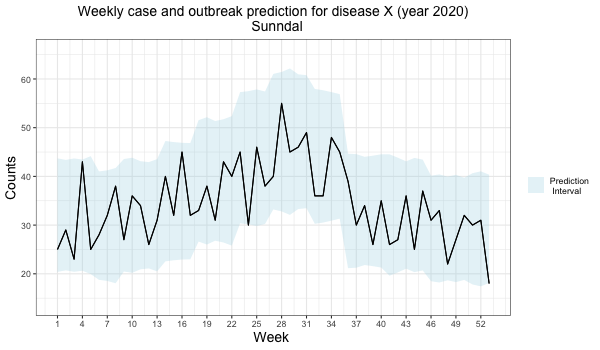 Weekly case and outbreak prediction for disease X (year 2020)
Sunndal
Counts
60
50
40
30
20
1 4 7 10 13 16 19 22 25 28 31 34 37 40 43 46 49 52
Week
Prediction
Interval